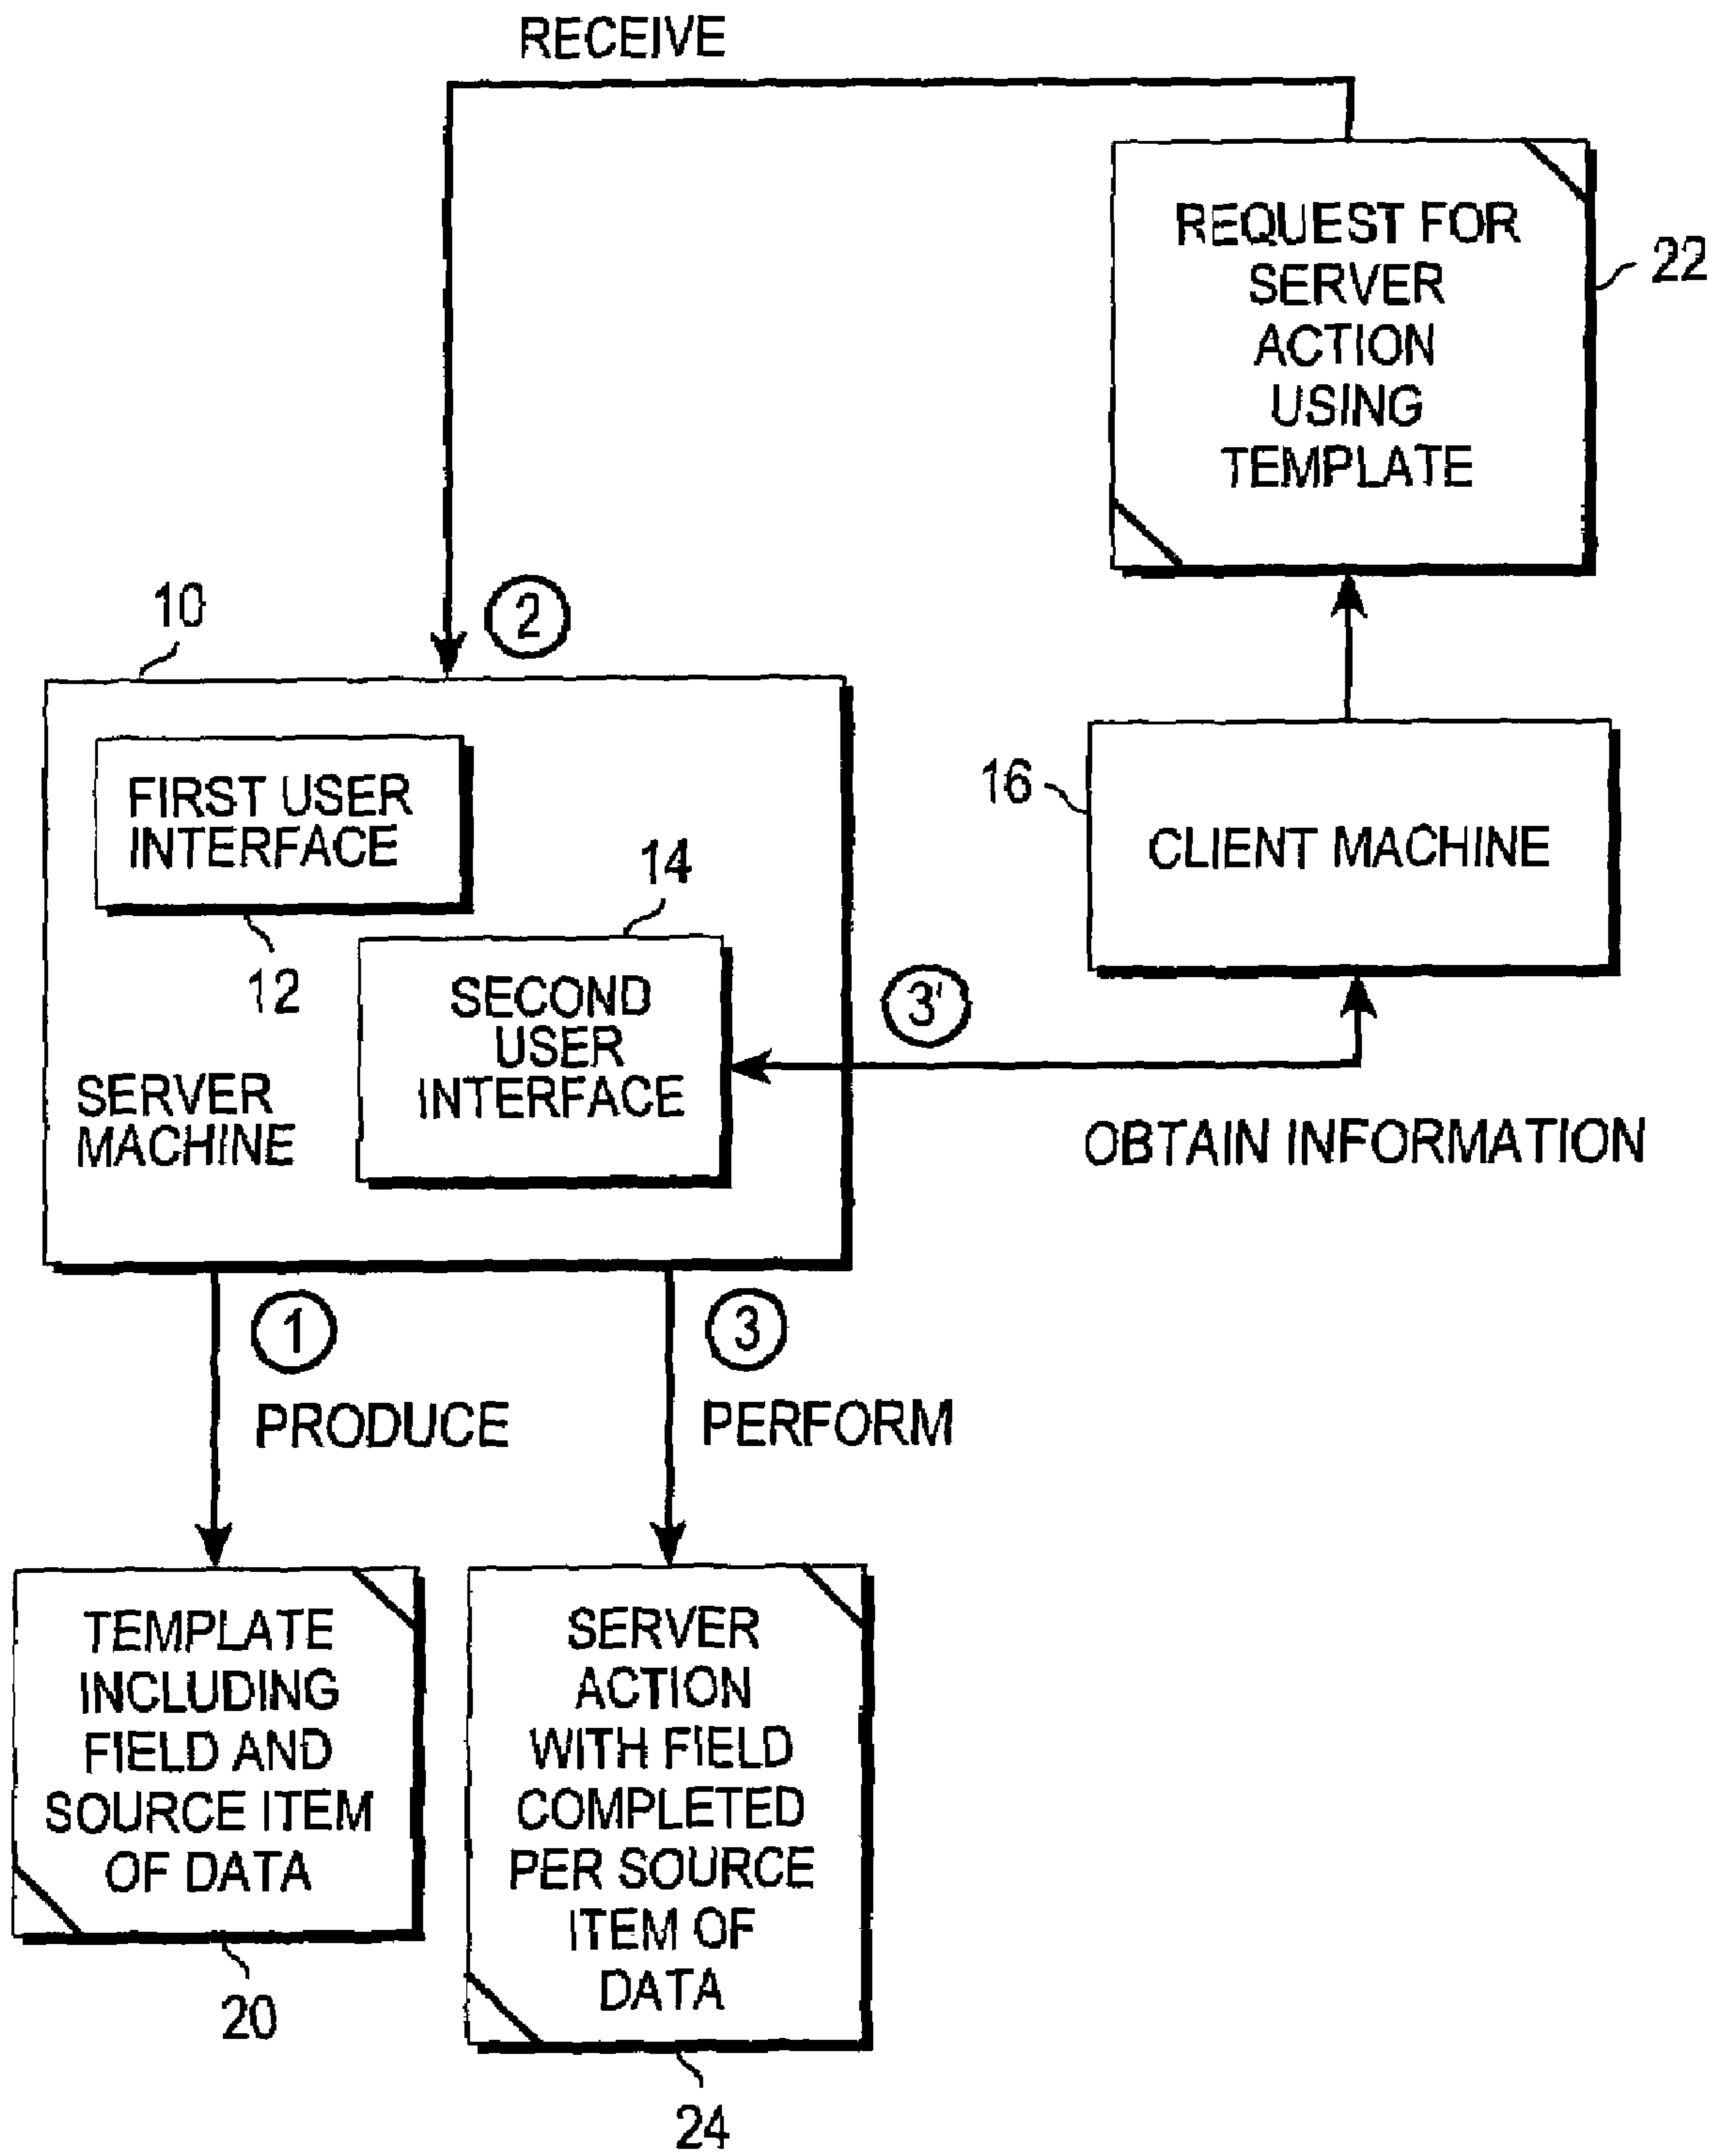 RECEIVE
REQUEST FOR
SERVER
ACTION
USING
TEMPLATE
22
10
2
FIRST USER
INTERFACE
12
14
SECOND
USER
INTERFACE
SERVER
MACHINE
16
CLIENT MACHINE
3'
OBTAIN INFORMATION
1
PRODUCE
3
PERFORM
TEMPLATE
INCLUDING
FIELD AND
SOURCE ITEM
OF DATA
20
SERVER
ACTION
WITH FIELD
COMPLETED
PER SOURCE
ITEM OF
DATA
24